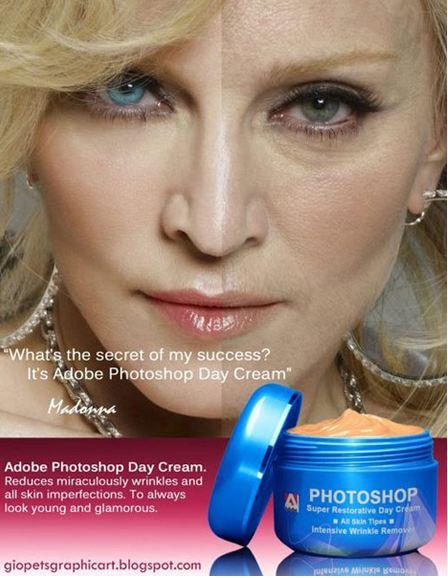 "What's the secret of my success?
It's Adobe Photoshop Day Cream"
Madonna
Adobe Photoshop Day Cream.
Reduces miraculously wrinkles and
all skin imperfections. To always
look young and glamorous.
PHOTOSHOP
Super Restorative Day Cream
All Skin Tipes
Intensive Wrinkle Remover
giopetsgraphicart.blogspot.com